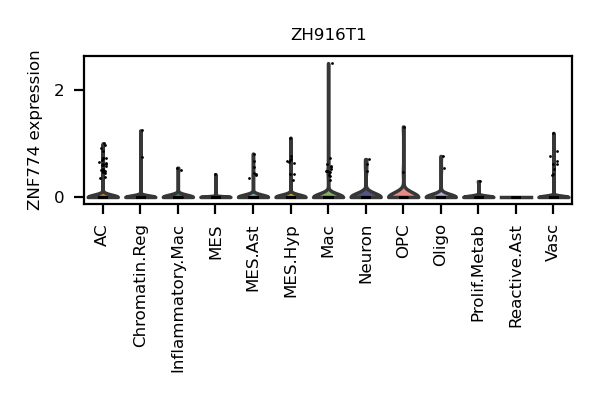 ZH916T1
ZNF774 expression
2
0
AC
Chromatin.Reg
Inflammatory.Mac
MES
MES.Ast
MES.Hyp
Mac
Neuron
OPC
Oligo
Prolif.Metab
Reactive.Ast
Vasc